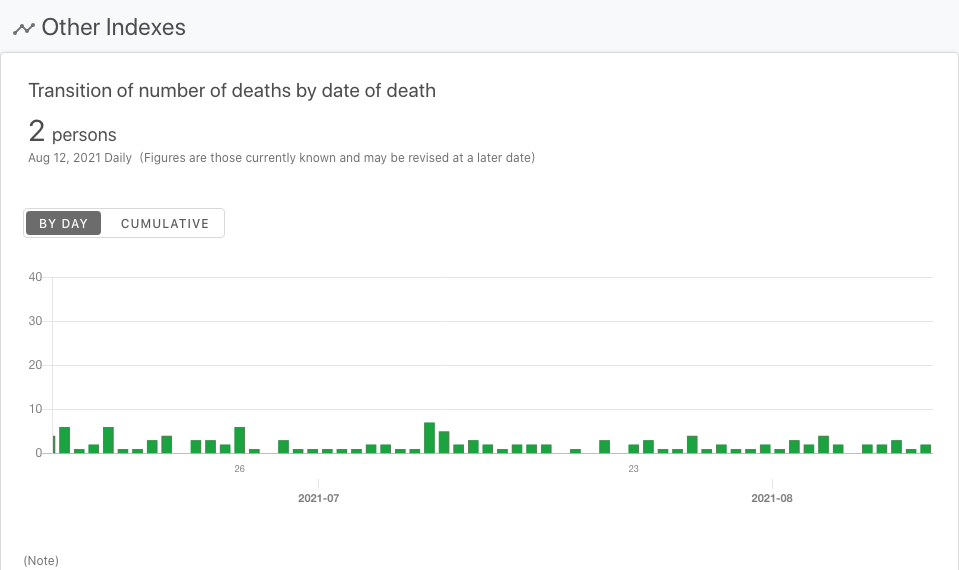 Other Indexes
Transition of number of deaths by date of death
2 persons
Aug 12, 2021 Daily (Figures are those currently known and may be revised at a later date)
BY DAY CUMULATIVE
40
30
20
10
0
26 23
2021-07 2021-08
(Note)